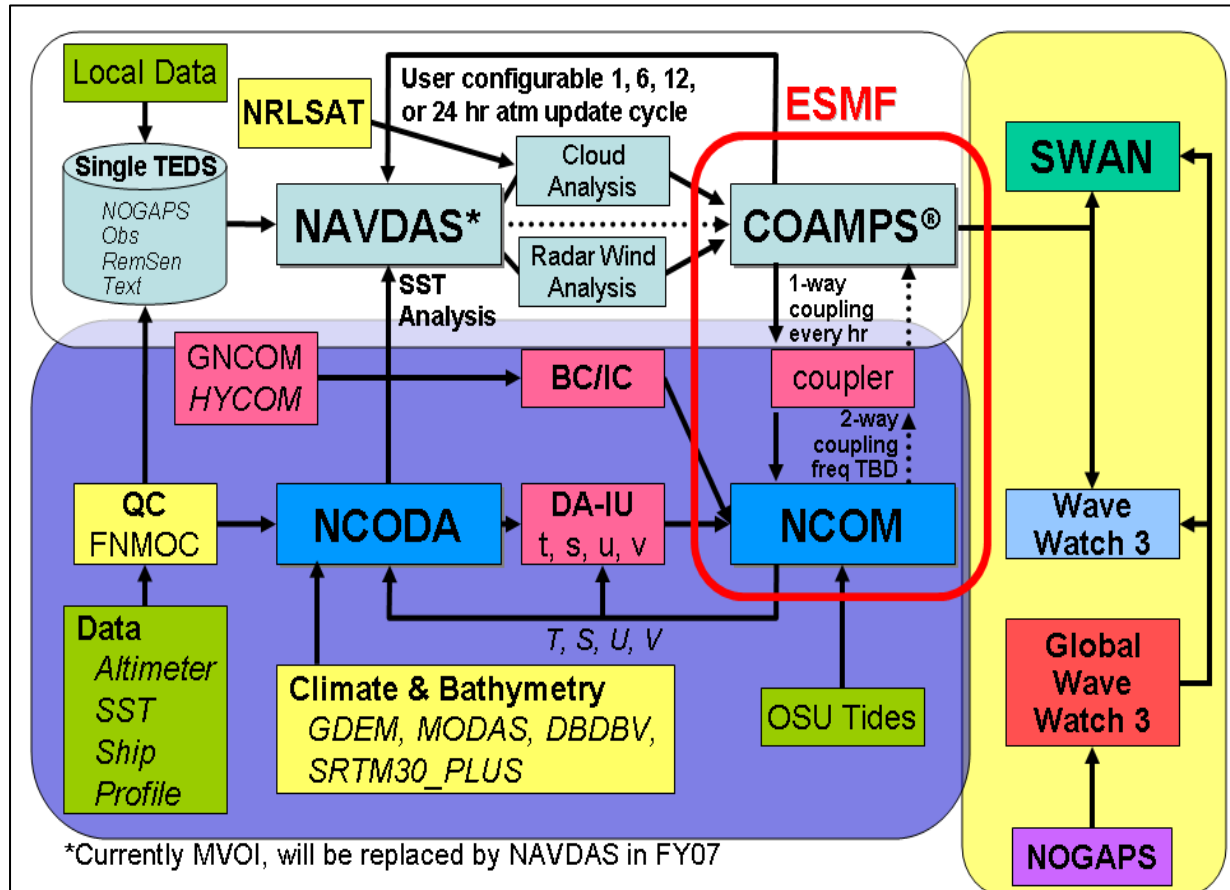 Local Data
NRLSAT
User configurable 1, 6, 12,
or 24 hr atm update cycle
ESMF
Single TEDS
NOGAPS
Obs
RemSen
Text
NAVDAS*
Cloud
Analysis
Radar Wind
Analysis
COAMPS®
SWAN
SST
Analysis
1-way
coupling
every hr
GNCOM
HYCOM
BC/IC
coupler
2-way
coupling
freq TBD
QC
FNMOC
NCODA
DA-IU
t, s, u, v
NCOM
Wave
Watch 3
T, S, U, V
Data
Altimeter
SST
Ship
Profile
Climate & Bathymetry
GDEM, MODAS, DBDBV,
SRTM30_PLUS
OSU Tides
Global
Wave
Watch 3
NOGAPS
*Currently MVOI, will be replaced by NAVDAS in FY07